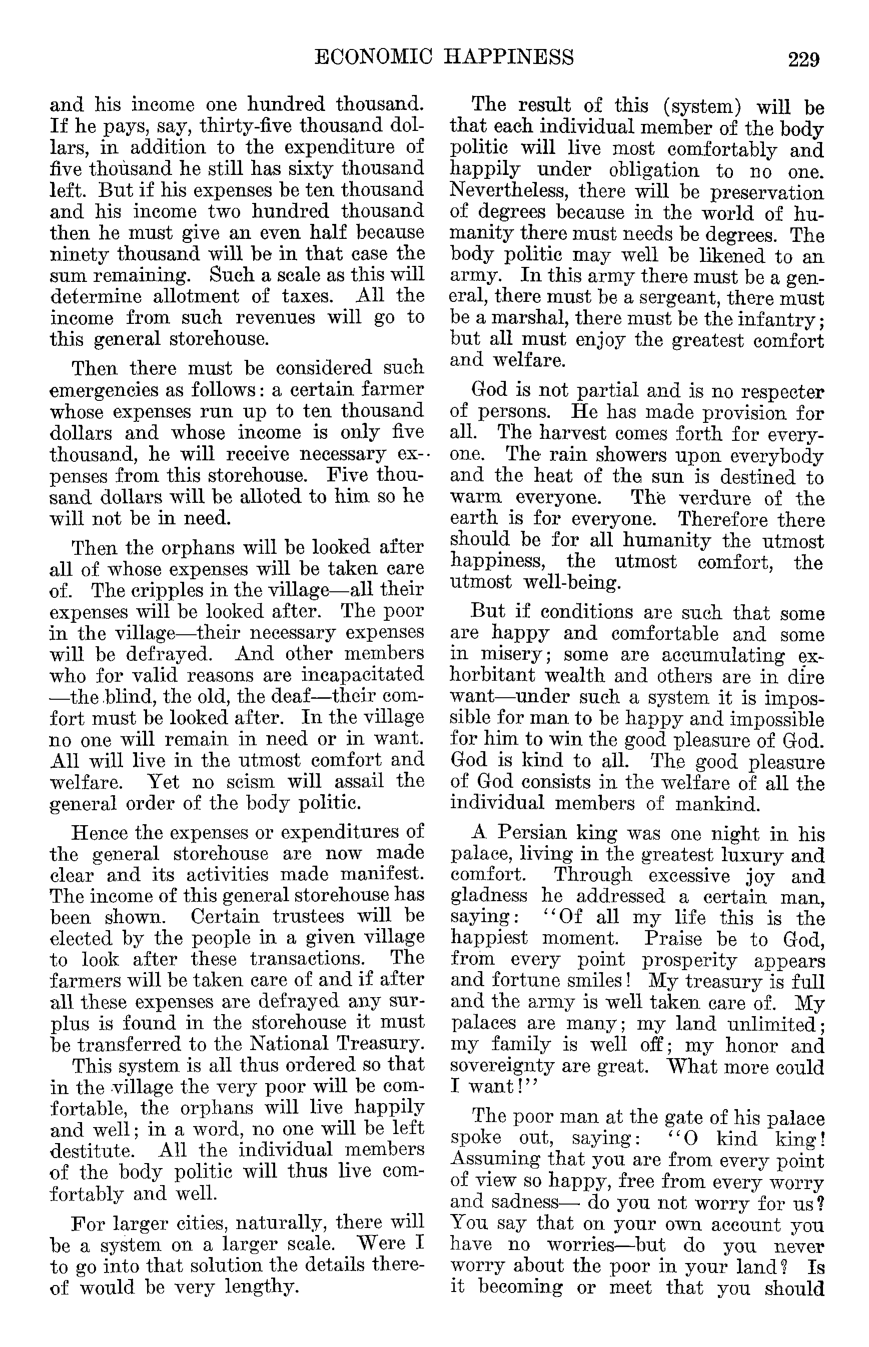 ECONOMIC HAPPINESS 229
and his income one hundred thousand.
If he pays, say, thirty-five thousand dol-
lars, in addition to the expenditure of
five thousand he still has sixty thousand
left. But if his expenses be ten thousand
and his income two hundred thousand
then he must give an even half because
ninety thousand will be in that case the
sum remaining. Such a scale as this will
determine allotment of taxes. All the
income from such revenues will go to
this general storehouse.
Then there must be considered such
emergencies as follows: a certain farmer
whose expenses run up to ten thousand
dollars and whose income is only five
thousand, he will receive necessary ex-
penses from this storehouse. Five thou-
sand dollars will be alloted to him so he
will not be in need.
Then the orphans will be looked after
all of whose expenses will be taken care
of. The cripples in the village—all their
expenses will be looked after. The poor
in the village—their necessary expenses
will be defrayed. And other members
who for valid reasons are incapacitated
—the blind, the old, the deaf—their com-
fort must be looked after. In the village
no one will remain in need or in want.
All will live in the utmost comfort and
welfare. Yet no scism will assail the
general order of the body politic.
Hence the expenses or expenditures of
the general storehouse are now made
clear and its activities made manifest.
The income of this general storehouse has
been shown. Certain trustees will be
elected by the people in a given village
to look after these transactions. The
farmers will be taken care of and if after
all these expenses are defrayed any sur-
plus is found in the storehouse it must
be transferred to the National Treasury.
This system is all thus ordered so that
in the village the very poor will be com-
fortable, the orphans will live happily
and well; in a word, no one will be left
destitute. All the individual members
of the body politic will thus live com-
fortably and well.
For larger cities, naturally, there will
be a system on a larger scale. Were I
to go into that solution the details there-
of would be very lengthy.
The result of this (system) will be
that each individual member of the body
politic will live most comfortably and
happily under obligation to no one.
Nevertheless, there will be preservation
of degrees because in the world of hu-
manity there must needs be degrees. The
body politic may well be likened to an
army. In this army there must be a gen-
eral, there must be a sergeant, there must
be a marshal, there must be the infantry;
but all must enjoy the greatest comfort
and welfare.
God is not partial and is no respecter
of persons. He has made provision for
all. The harvest comes forth for every-
one. The rain showers upon everybody
and the heat of the sun is destined to
warm everyone. The verdure of the
earth is for everyone. Therefore there
should be for all humanity the utmost
happiness, the utmost comfort, the
utmost well-being.
But if conditions are such that some
are happy and comfortable and some
in misery; some are accumulating ex-
horbitant wealth and others are in dire
want—under such a system it is impos-
sible for man to be happy and impossible
for him to win the good pleasure of God.
God is kind to all. The good pleasure
of God consists in the welfare of all the
individual members of mankind.
A Persian king was one night in his
palace, living in the greatest luxury and
comfort. Through excessive joy and
gladness he addressed a certain man,
saying: "Of all my life this is the
happiest moment. Praise be to God,
from every point prosperity appears
and fortune smiles! My treasury is full
and the army is well taken care of. My
palaces are many; my land unlimited;
my family is well off; my honor and
sovereignty are great. What more could
I want!"
The poor man at the gate of his palace
spoke out, saying: "O kind king!
Assuming that you are from every point
of view so happy, free from every worry
and sadness— do you not worry for us?
You say that on your own account you
have no worries—but do you never
worry about the poor in your land? Is
it becoming or meet that you should